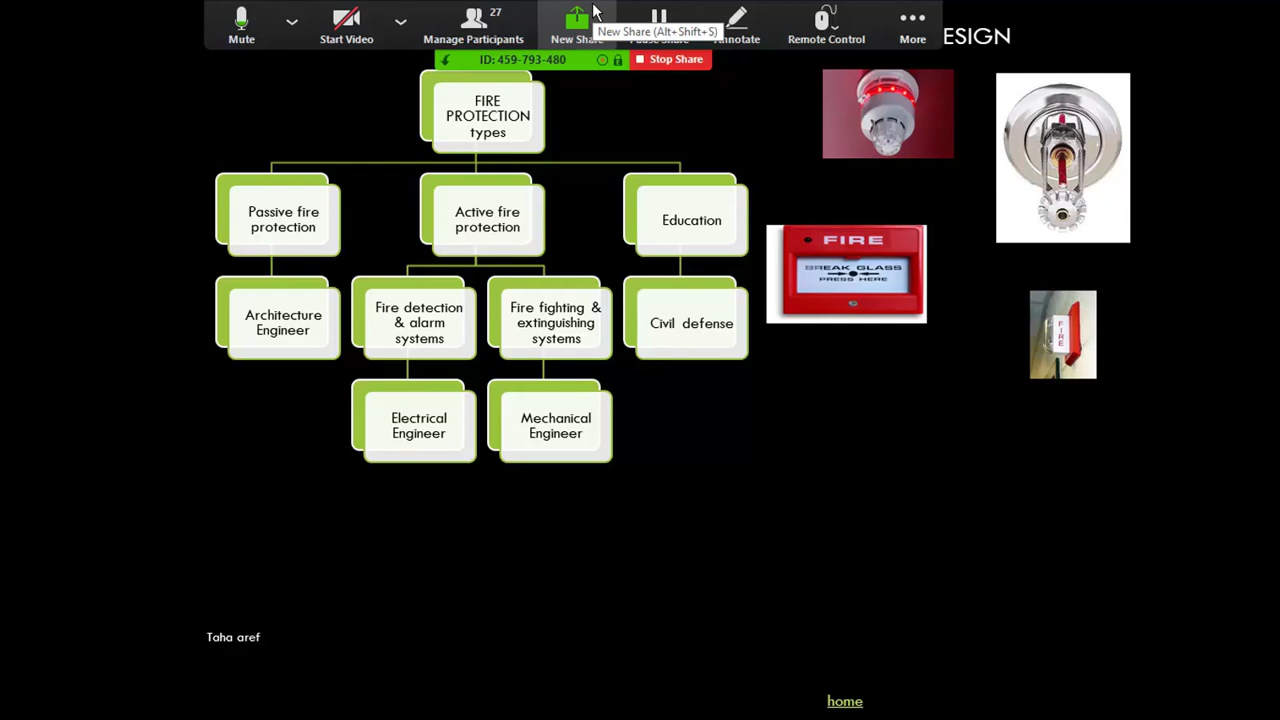 Mute
Start Video
27
Manage Participants
New Share
New Share (Alt+Shift+S)
Remote Control
More
ESIGN
ID: 459-793-480
Stop Share
FIRE
PROTECTION
types
Passive fire
protection
Active fire
protection
Education
Architecture
Engineer
Fire detection
& alarm
systems
Fire fighting &
extinguishing
systems
Civil defense
Electrical
Engineer
Mechanical
Engineer
FIRE
BREAK GLASS
PRESS HERE
FIRE
Taha aref
home